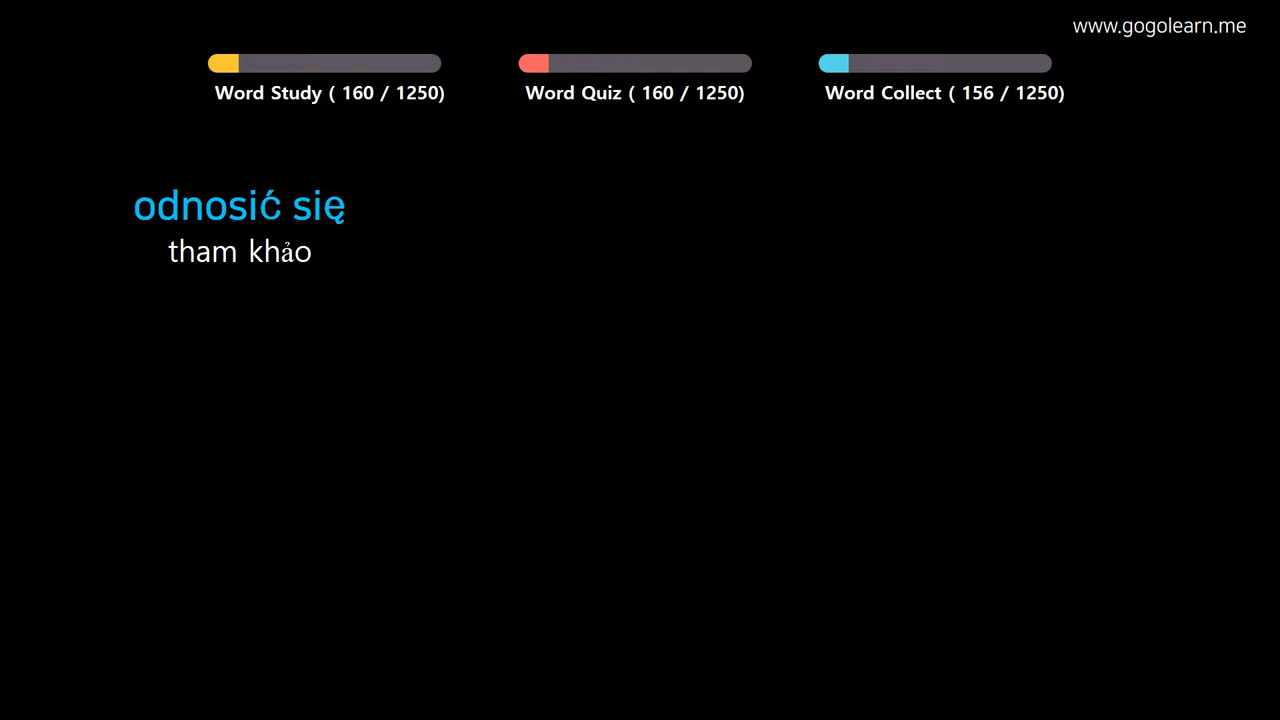 www.gogolearn.me
Word Study ( 160 / 1250)
Word Quiz ( 160 / 1250)
Word Collect ( 156 / 1250)
odnosić się
tham khảo